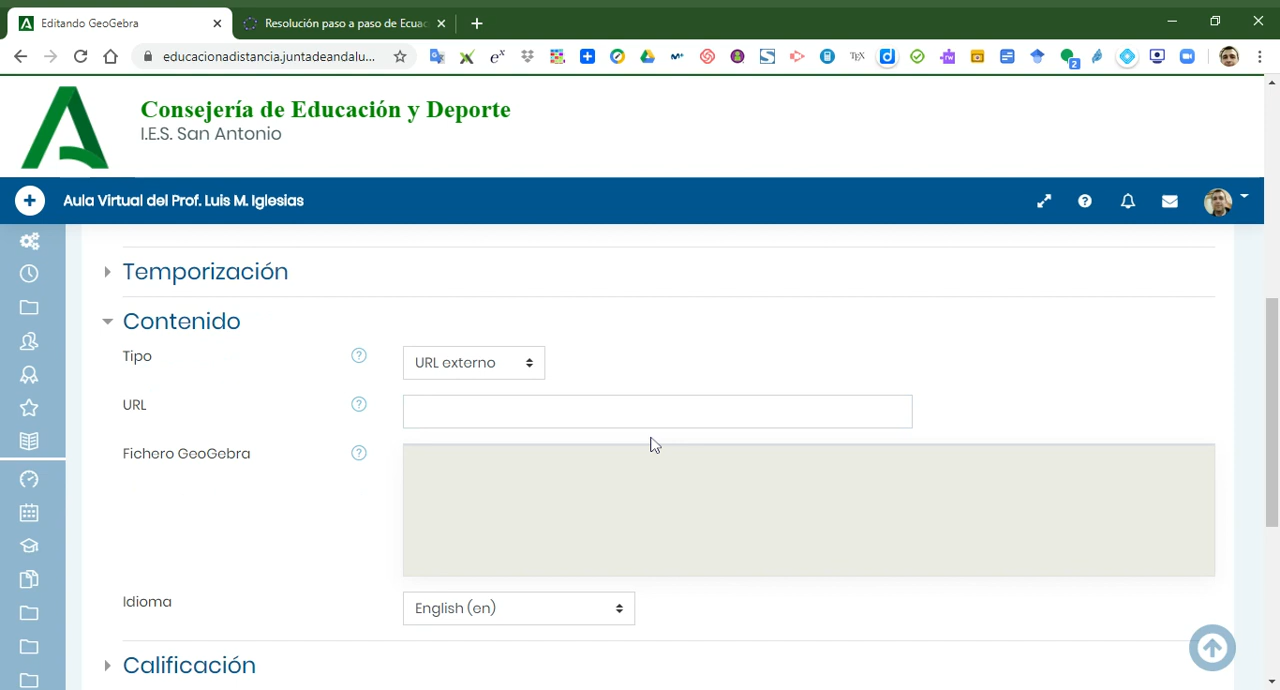 Editando GeoGebra
Resolución paso a paso de Ecuac
educacionadistancia.juntadeandalu...
Consejería de Educación y Deporte
I.E.S. San Antonio
Aula Virtual del Prof. Luis M. Iglesias
Temporización
Contenido
Tipo
URL externo
URL
Fichero GeoGebra
Idioma
English (en)
Calificación